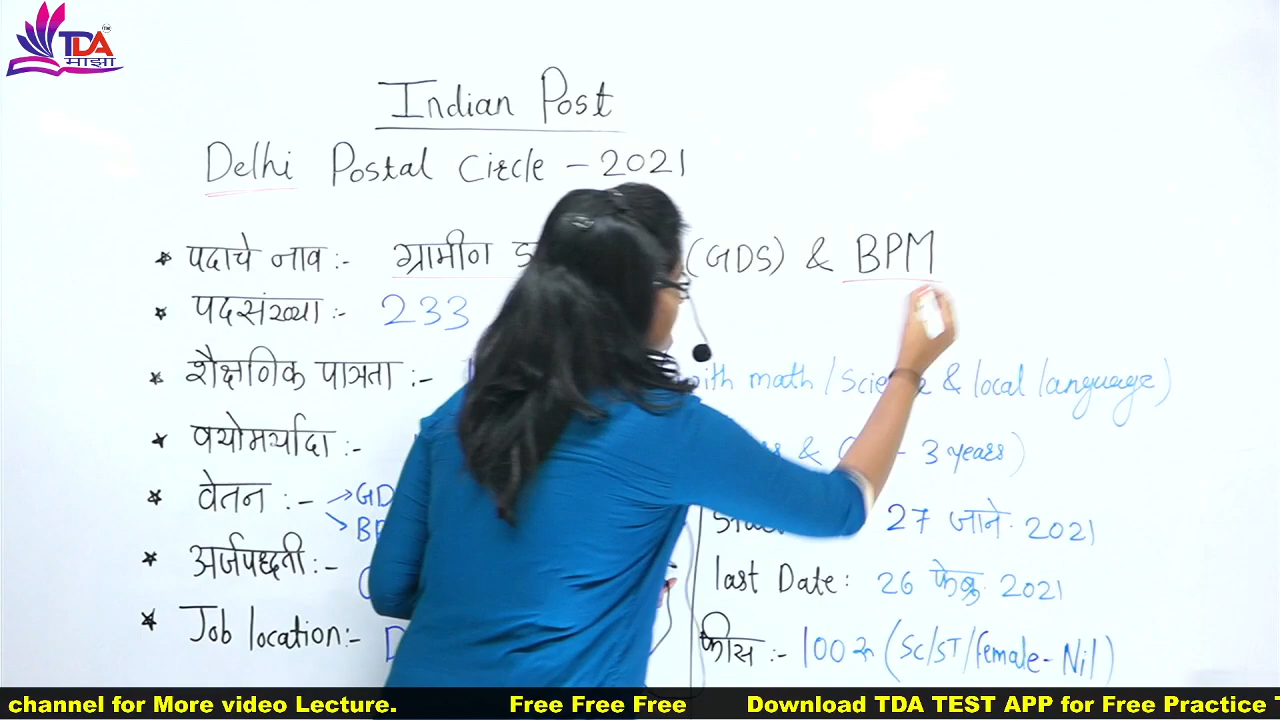 TDA™
माझा
Indian Post
Delhi Postal Circle - 2021
* पदाचे नाव :- ग्रामीण (GDS) & BPM
* पदसंख्या :- 233
* शैक्षणिक पात्रता :- with math / Science & local language)
* वयोमर्यादा :- & - 3 years)
* वेतन :- → GD
→ BP
27 जाने. 2021
* अर्जपद्धती :-
last Date : 26 फेब्रु. 2021
* Job location :- D
फीस :- 100 रु (SC/ST/female - Nil)
channel for More video Lecture. Free Free Free Download TDA TEST APP for Free Practice T